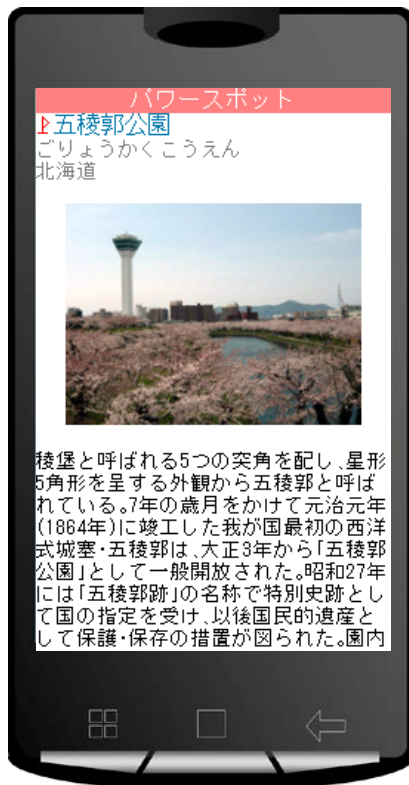 パワースポット
五稜郭公園
ごりょうかくこうえん
北海道
稜堡と呼ばれる5つの突角を配し､星形
5角形を呈する外観から五稜郭と呼ば
れている｡7年の歳月をかけて元治元年
(1864年)に竣工した我が国最初の西洋
式城塞･五稜郭は､大正3年から｢五稜郭
公園｣として一般開放された｡昭和27年
には｢五稜郭跡｣の名称で特別史跡とし
て国の指定を受け､以後国民的遺産と
して保護･保存の措置が図られた｡園内